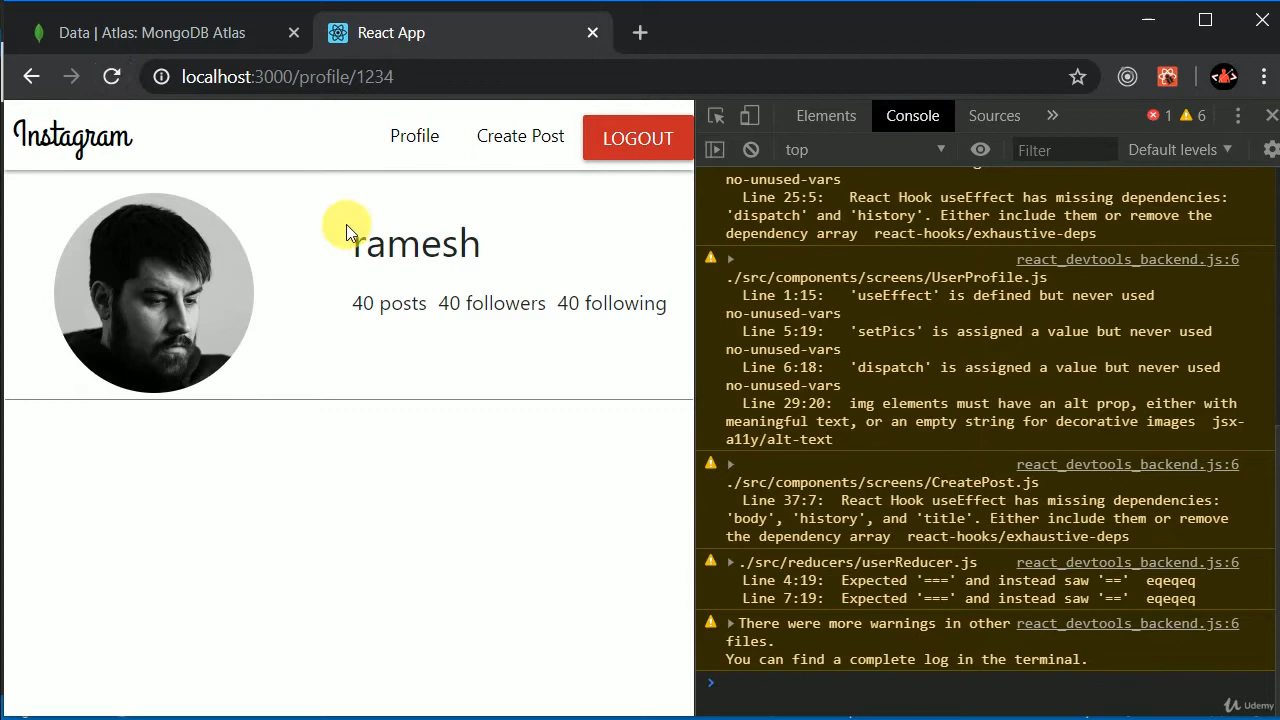 Data | Atlas: MongoDB Atlas
React App
localhost:3000/profile/1234
Instagram
Profile
Create Post
LOGOUT
ramesh
40 posts 40 followers 40 following
Elements
Console
Sources
1
6
top
Filter
Default levels
no-unused-vars
Line 25:5: React Hook useEffect has missing dependencies:
'dispatch' and 'history'. Either include them or remove the
dependency array react-hooks/exhaustive-deps
react_devtools_backend.js:6
./src/components/screens/UserProfile.js
Line 1:15: 'useEffect' is defined but never used
no-unused-vars
Line 5:19: 'setPics' is assigned a value but never used
no-unused-vars
Line 6:18: 'dispatch' is assigned a value but never used
no-unused-vars
Line 29:20: img elements must have an alt prop, either with
meaningful text, or an empty string for decorative images jsx-
a11y/alt-text
react_devtools_backend.js:6
./src/components/screens/CreatePost.js
Line 37:7: React Hook useEffect has missing dependencies:
'body', 'history', and 'title'. Either include them or remove
the dependency array react-hooks/exhaustive-deps
./src/reducers/userReducer.js react_devtools_backend.js:6
Line 4:19: Expected '===' and instead saw '==' eqeqeq
Line 7:19: Expected '===' and instead saw '==' eqeqeq
There were more warnings in other react_devtools_backend.js:6
files.
You can find a complete log in the terminal.
Udemy